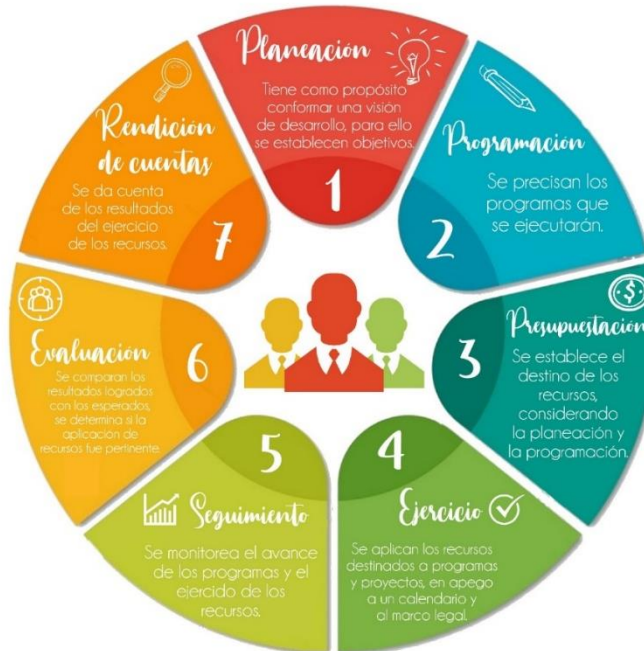 Planeación
Tiene como propósito
conformar una visión
de desarrollo, para ello
se establecen objetivos.
1
Programación
Se precisan los
programas que
se ejecutarán.
2
Presupuestación
Se establece el
destino de los
recursos,
considerando
la planeación y
la programación.
3
Ejercicio
Se aplican los recursos
destinados a programas
y proyectos, en apego
a un calendario y
al marco legal.
4
Seguimiento
Se monitorea el avance
de los programas y el
ejercido de los
recursos.
5
Evaluación
Se comparan los
resultados logrados
con los esperados,
se determina si la
aplicación de
recursos fue pertinente.
6
Rendición
de cuentas
Se da cuenta
de los resultados
del ejercicio
de los recursos.
7